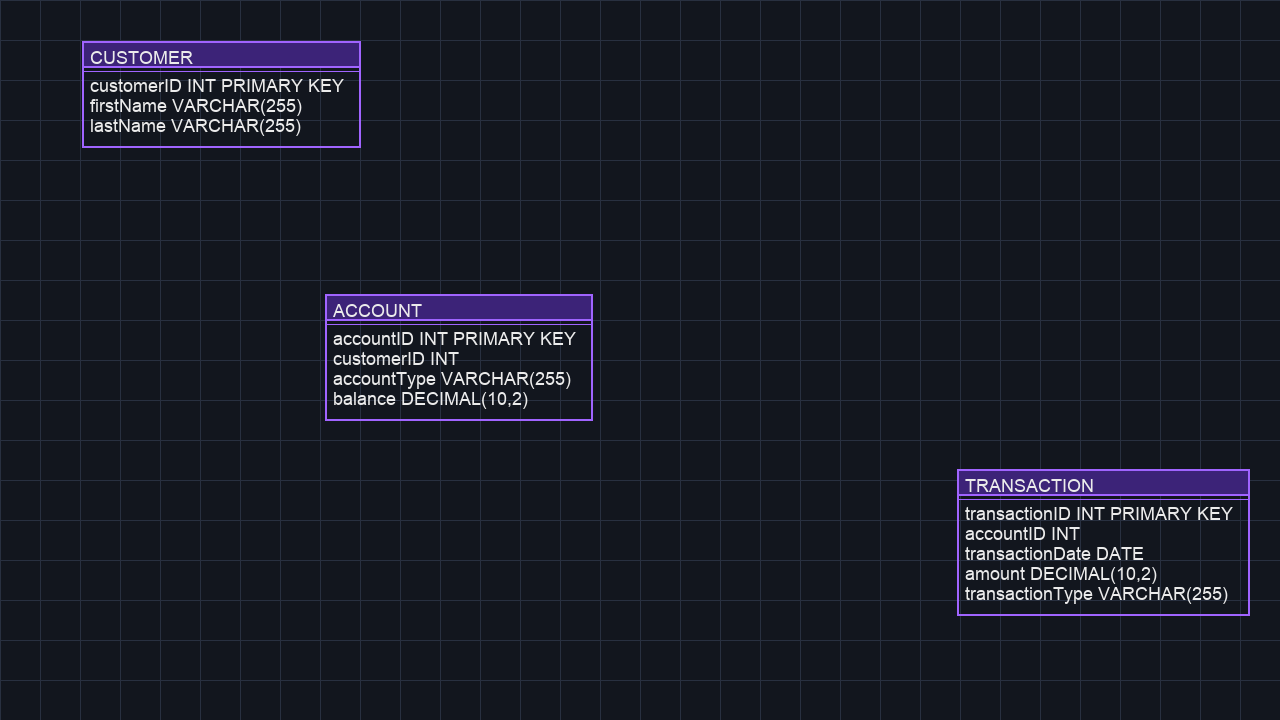 CUSTOMER
customerID INT PRIMARY KEY
firstName VARCHAR(255)
lastName VARCHAR(255)
ACCOUNT
accountID INT PRIMARY KEY
customerID INT
accountType VARCHAR(255)
balance DECIMAL(10,2)
TRANSACTION
transactionID INT PRIMARY KEY
accountID INT
transactionDate DATE
amount DECIMAL(10,2)
transactionType VARCHAR(255)